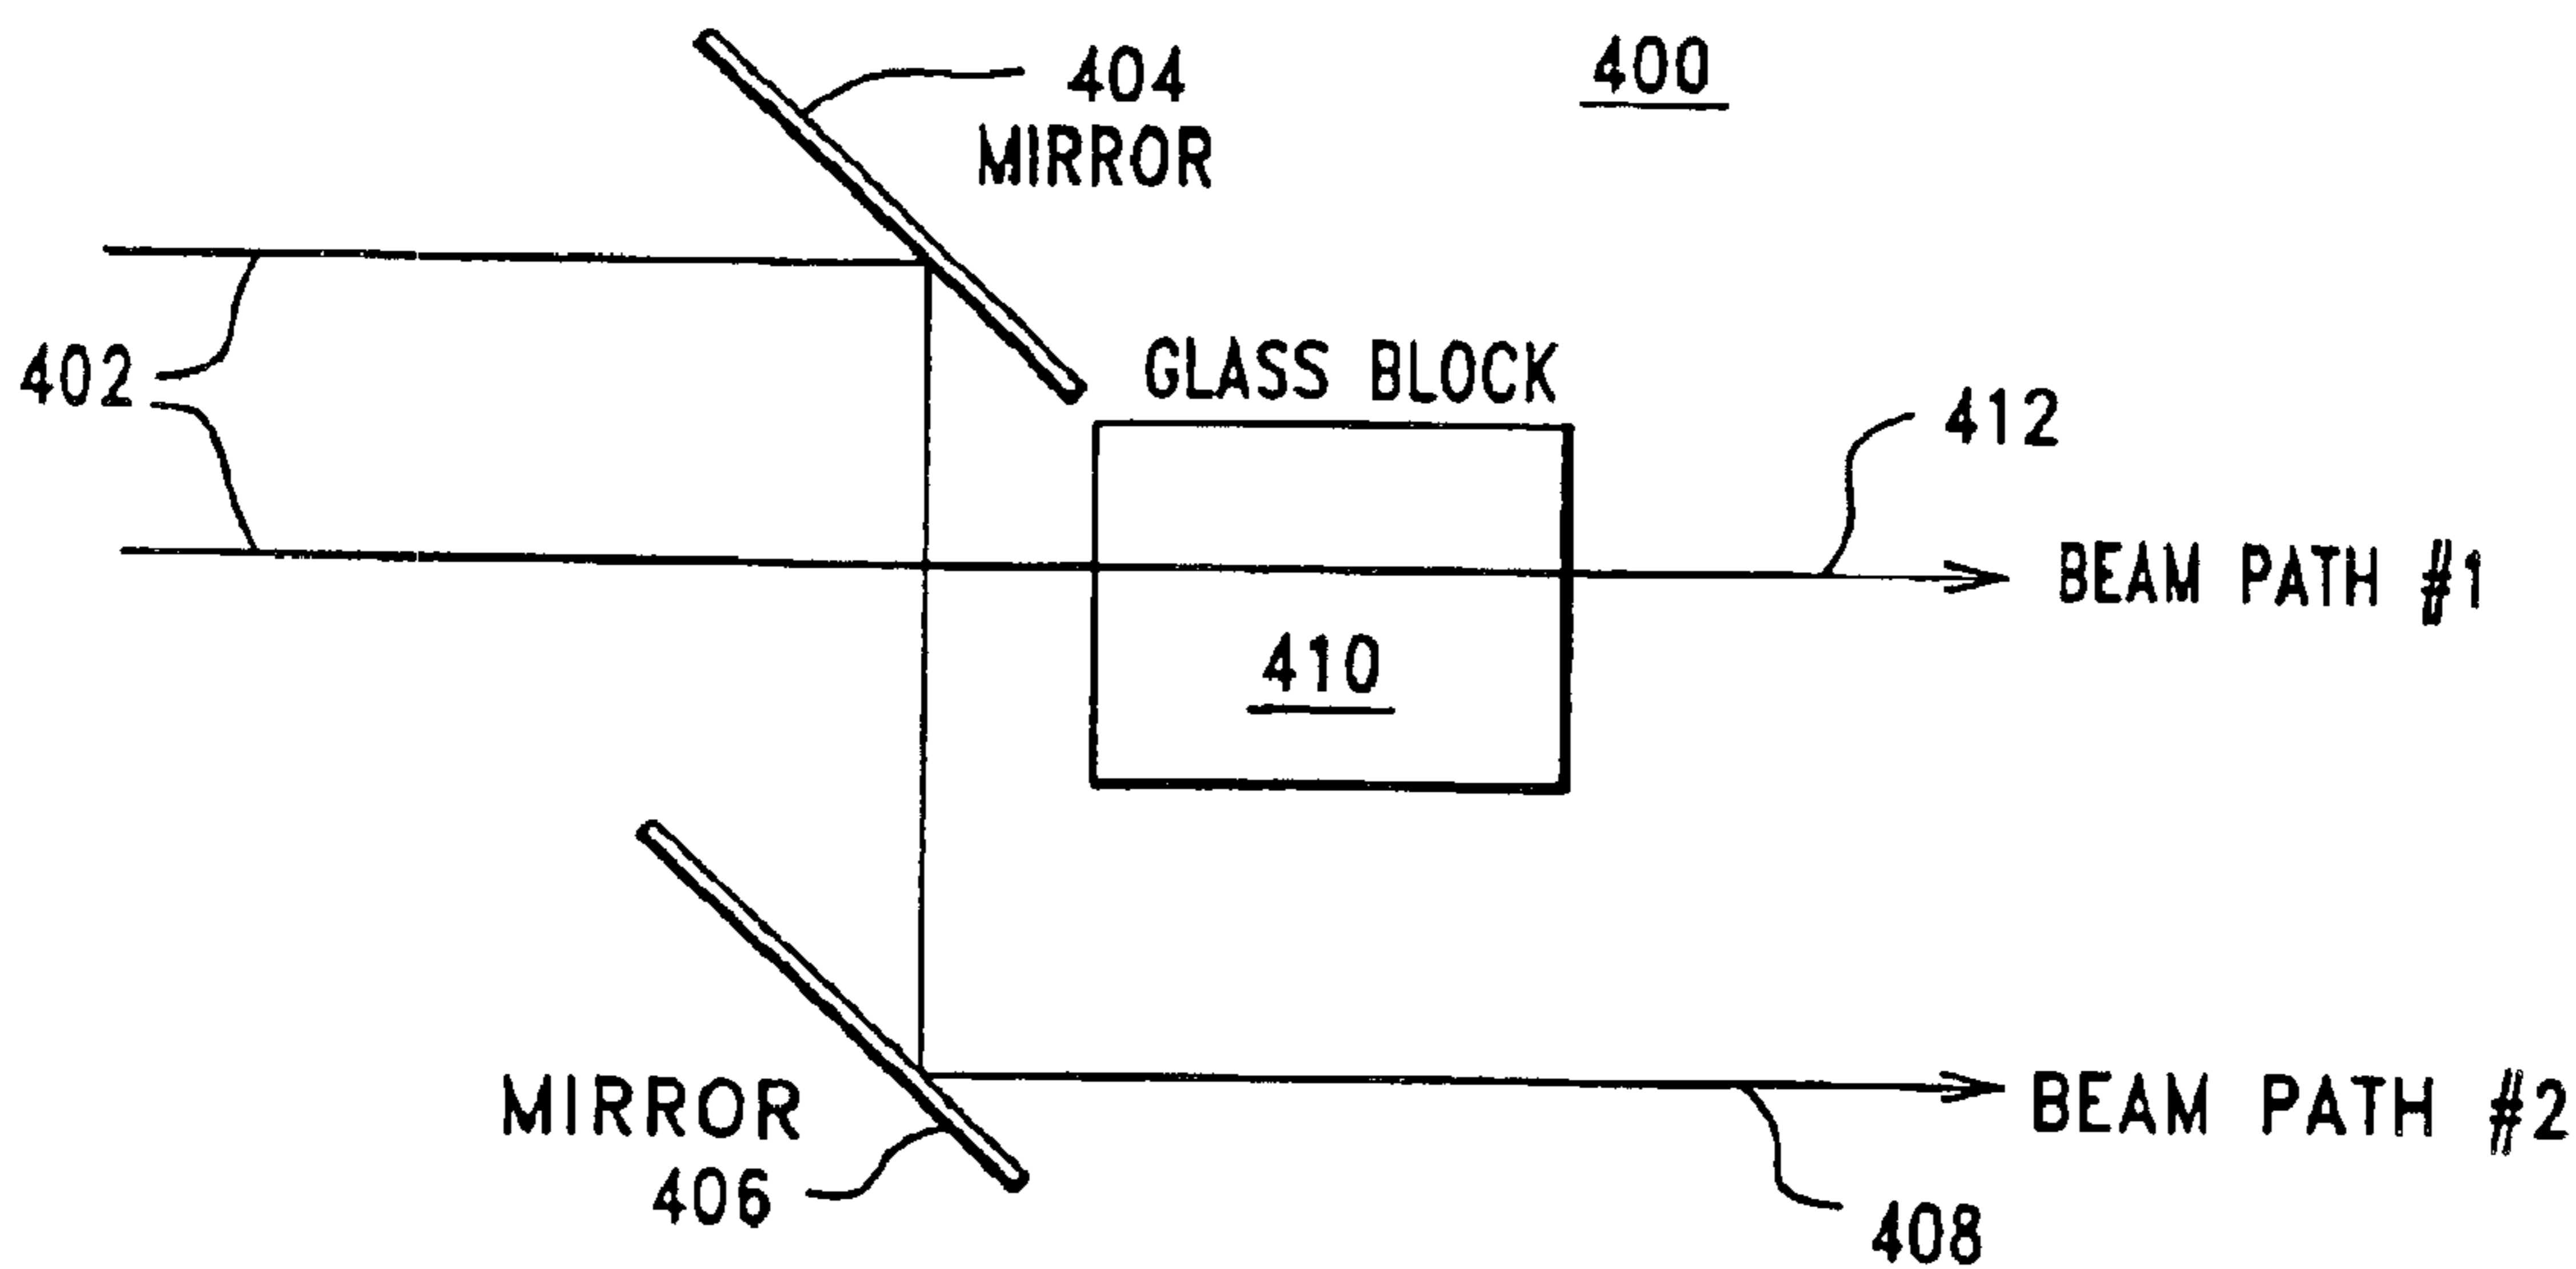 404
MIRROR
400
402
GLASS BLOCK
412
BEAM PATH #1
410
MIRROR
406
BEAM PATH #2
408